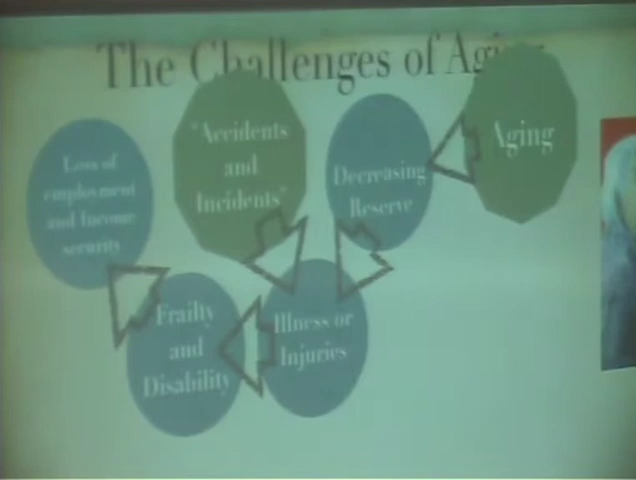 The Challenges of Aging
"Accidents
and
Incidents"
Aging
Decreasing
Reserve
Loss of
employment
and Income
security
Illness or
Injuries
Frailty
and
Disability